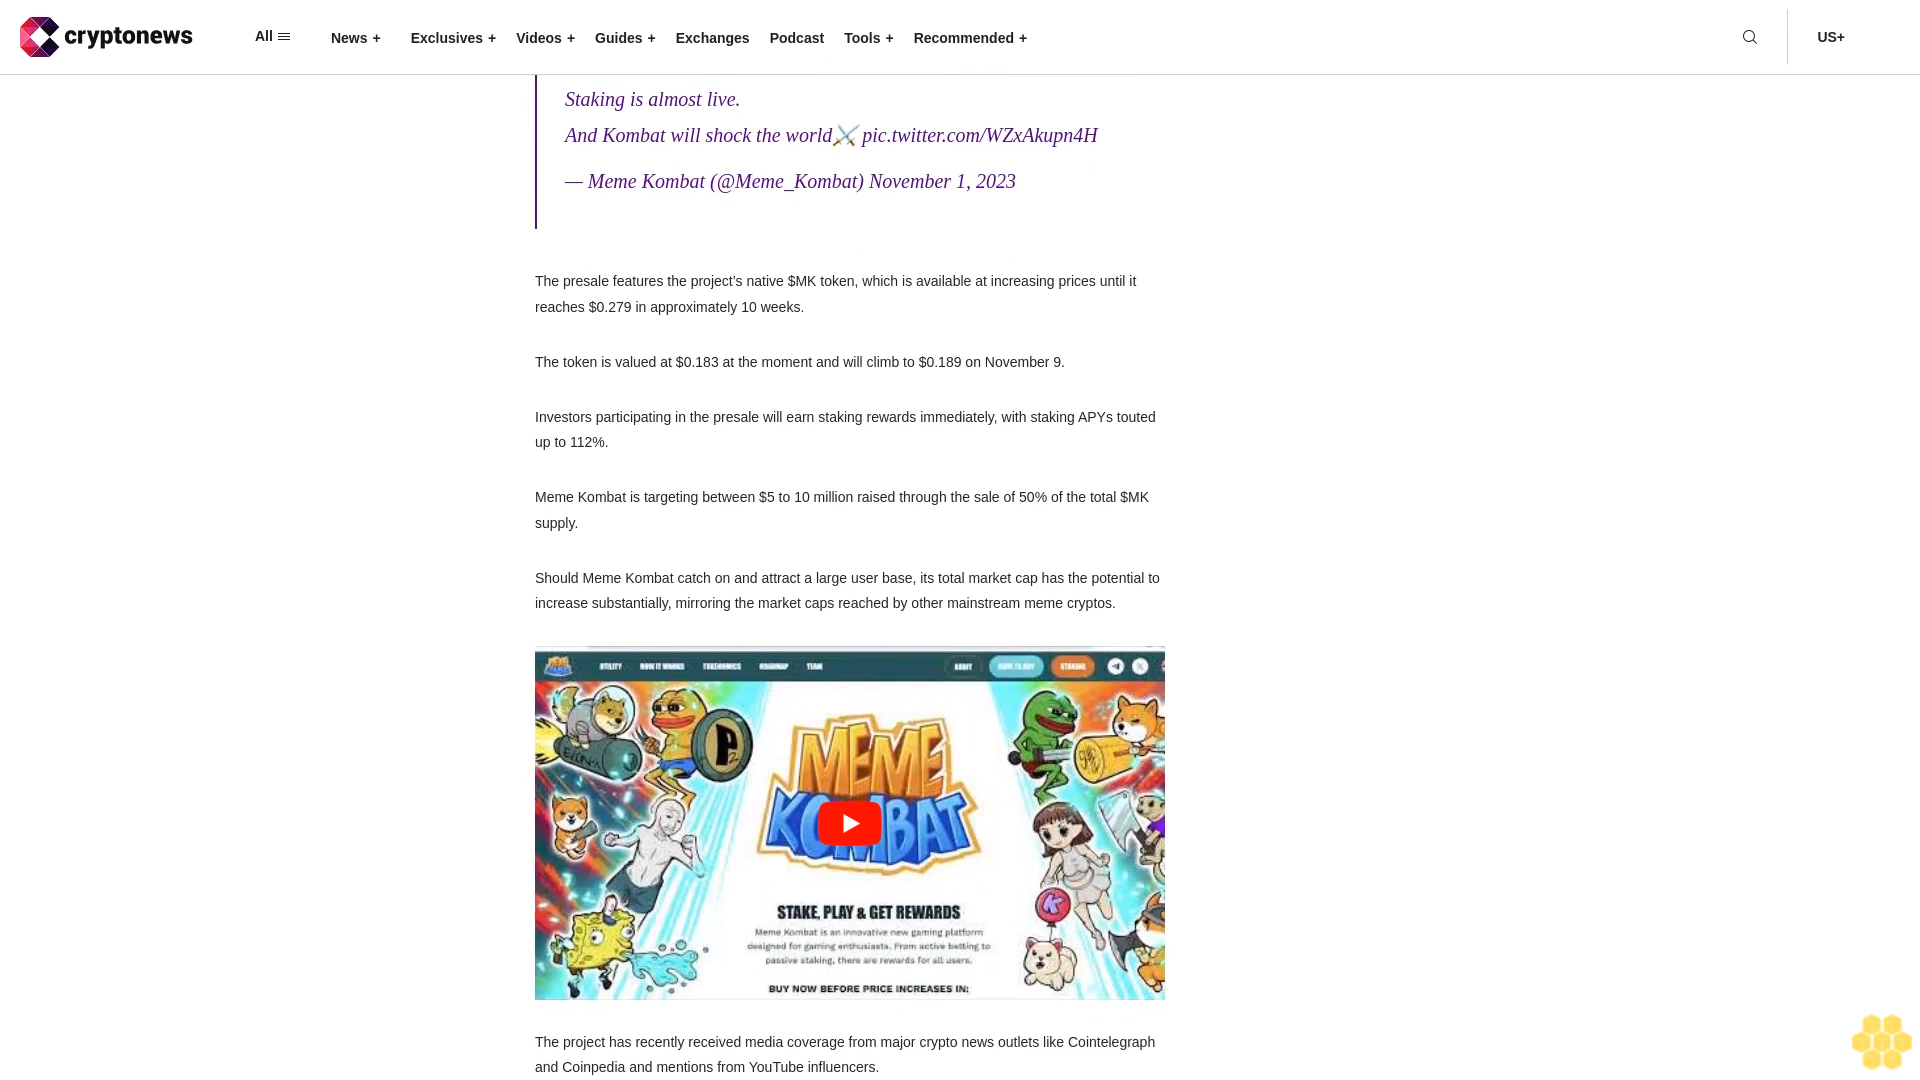 cryptonews
All
News +
Exclusives +
Videos +
Guides +
Exchanges
Podcast
Tools +
Recommended +
US+
Staking is almost live.
And Kombat will shock the world⚔️ pic.twitter.com/WZxAkupn4H
— Meme Kombat (@Meme_Kombat) November 1, 2023
The presale features the project’s native $MK token, which is available at increasing prices until it
reaches $0.279 in approximately 10 weeks.
The token is valued at $0.183 at the moment and will climb to $0.189 on November 9.
Investors participating in the presale will earn staking rewards immediately, with staking APYs touted
up to 112%.
Meme Kombat is targeting between $5 to 10 million raised through the sale of 50% of the total $MK
supply.
Should Meme Kombat catch on and attract a large user base, its total market cap has the potential to
increase substantially, mirroring the market caps reached by other mainstream meme cryptos.
MEME KOMBAT
UTILITY
HOW IT WORKS
TOKENOMICS
ROADMAP
TEAM
AUDIT
HOW TO BUY
STAKING
MEME
KOMBAT
STAKE, PLAY & GET REWARDS
Meme Kombat is an innovative new gaming platform
designed for gaming enthusiasts. From active betting to
passive staking, there are rewards for all users.
BUY NOW BEFORE PRICE INCREASES IN:
The project has recently received media coverage from major crypto news outlets like Cointelegraph
and Coinpedia and mentions from YouTube influencers.